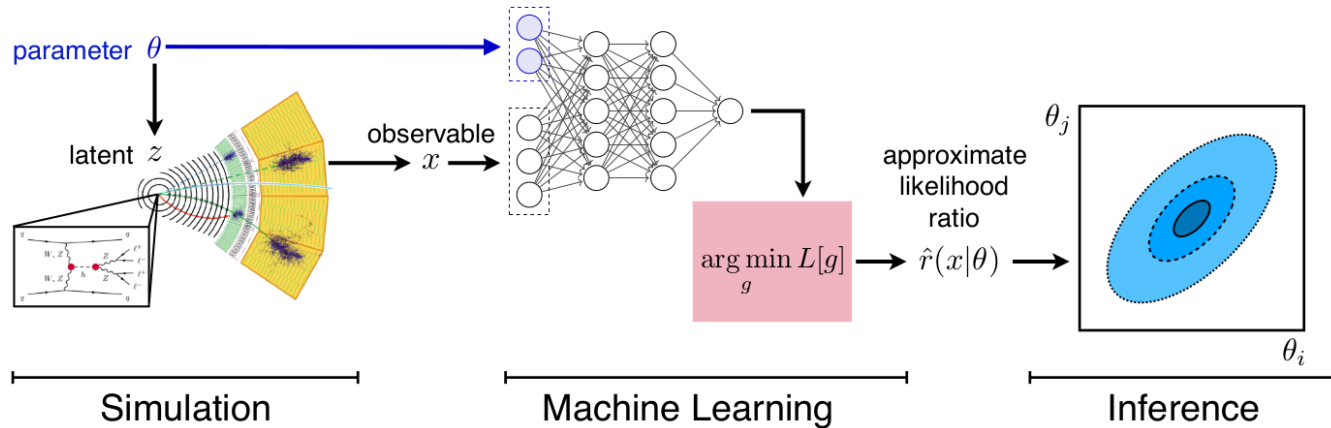 parameter θ
latent z
observable
x
q
q
W, Z
Z
ℓ+
ℓ−
h
W, Z
Z
ℓ+
ℓ−
q
q
arg min L[g]
g
approximate
likelihood
ratio
r̂(x|θ)
θj
θi
Simulation
Machine Learning
Inference